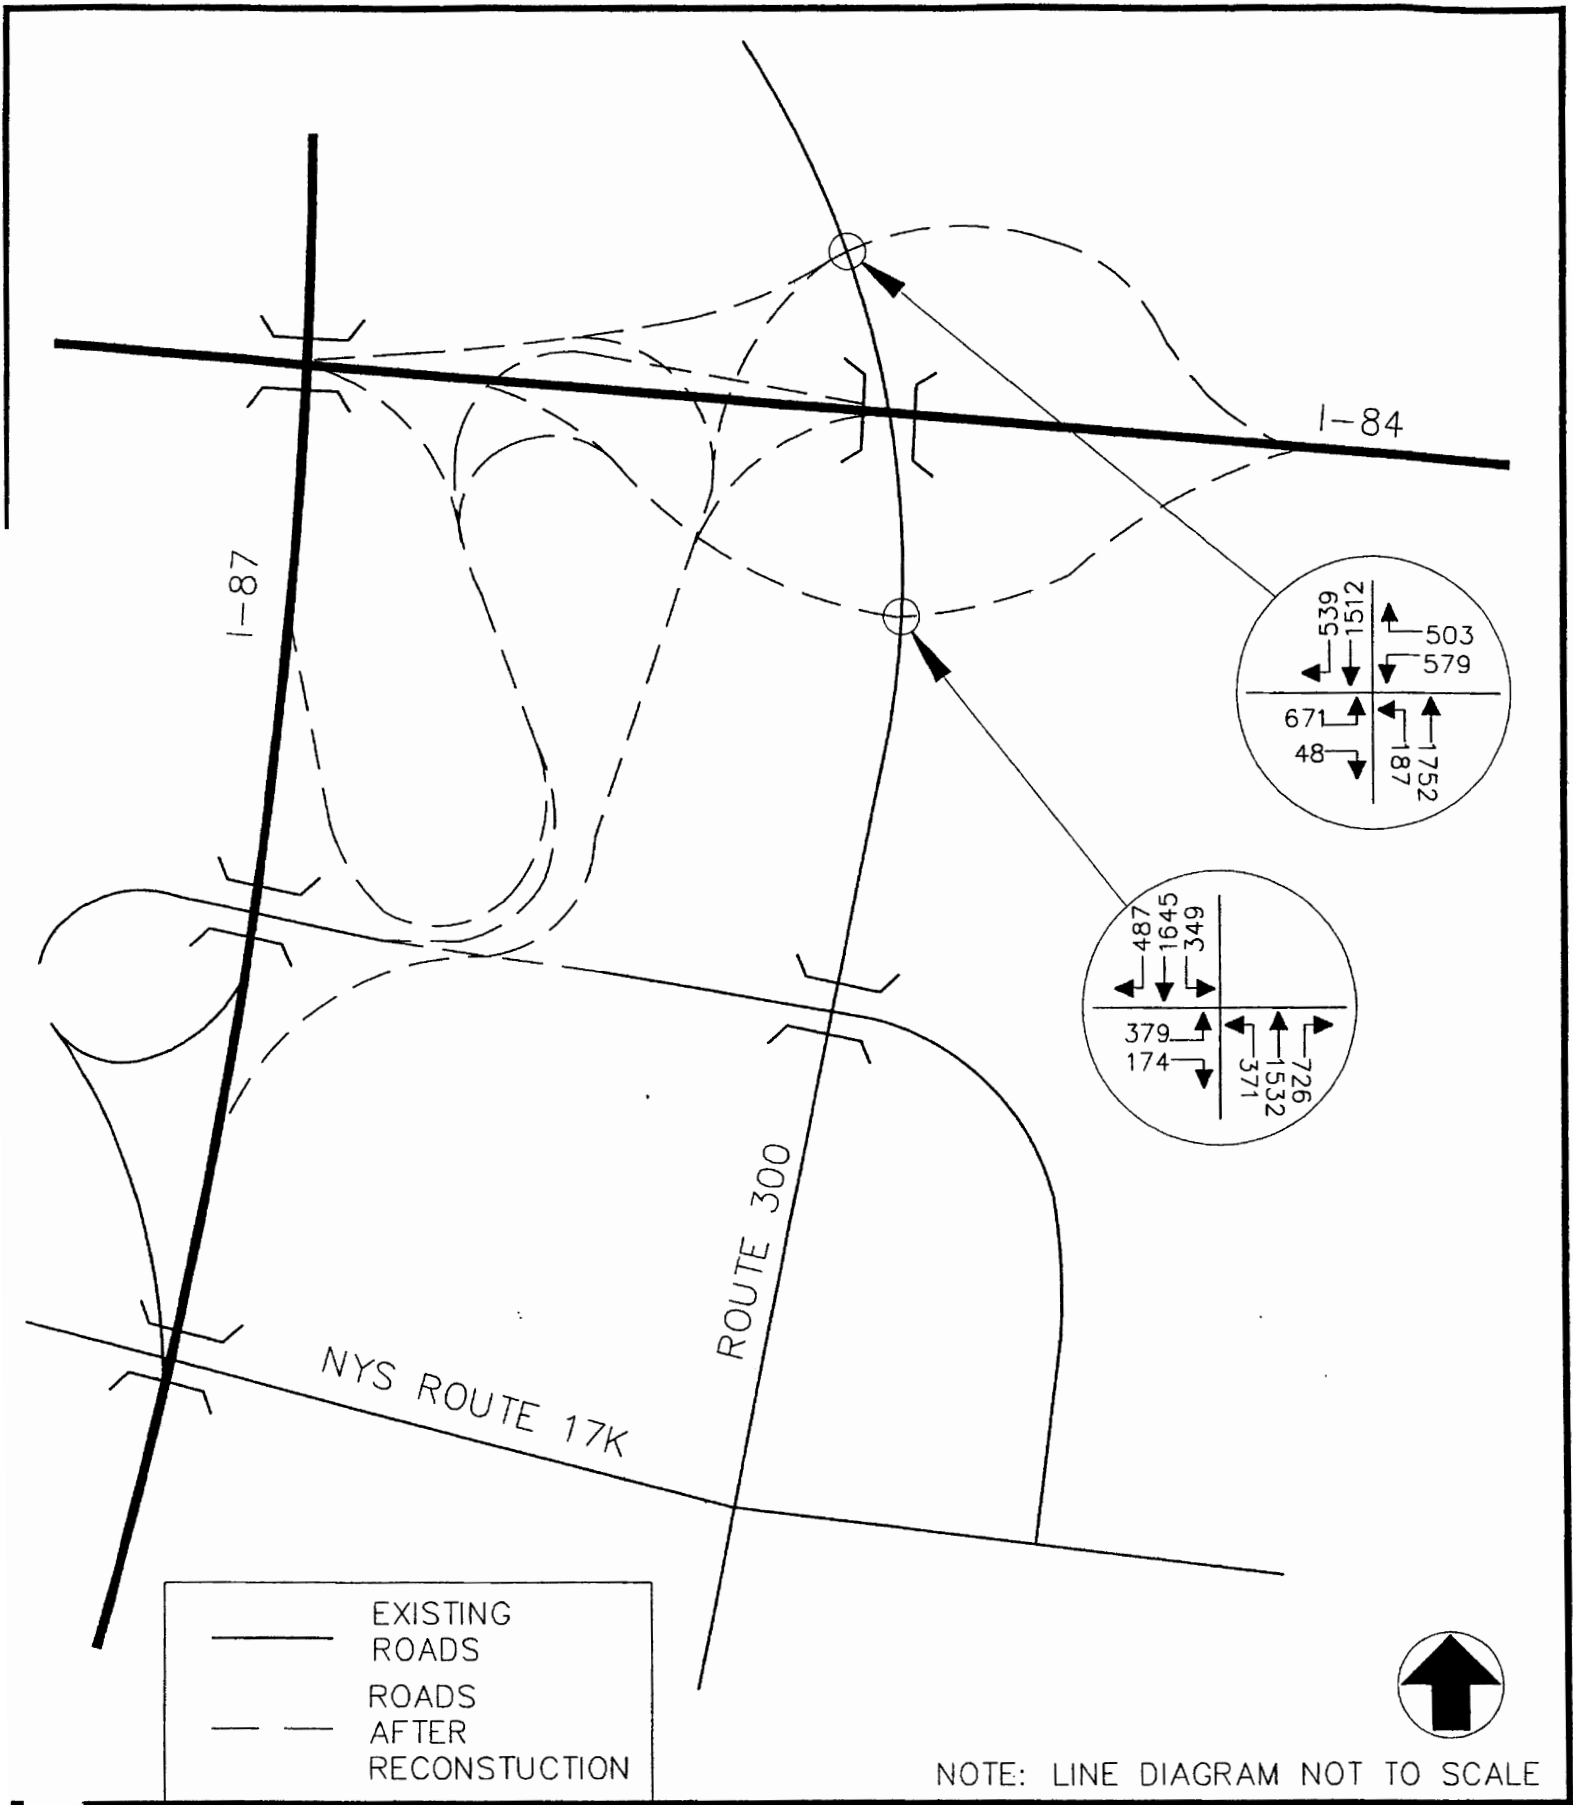 I-84
I-87
539
1512
503
579
671
48
187
1752
487
1645
349
379
174
371
1532
726
ROUTE 300
NYS ROUTE 17K
EXISTING
ROADS
ROADS
AFTER
RECONSTUCTION
NOTE: LINE DIAGRAM NOT TO SCALE